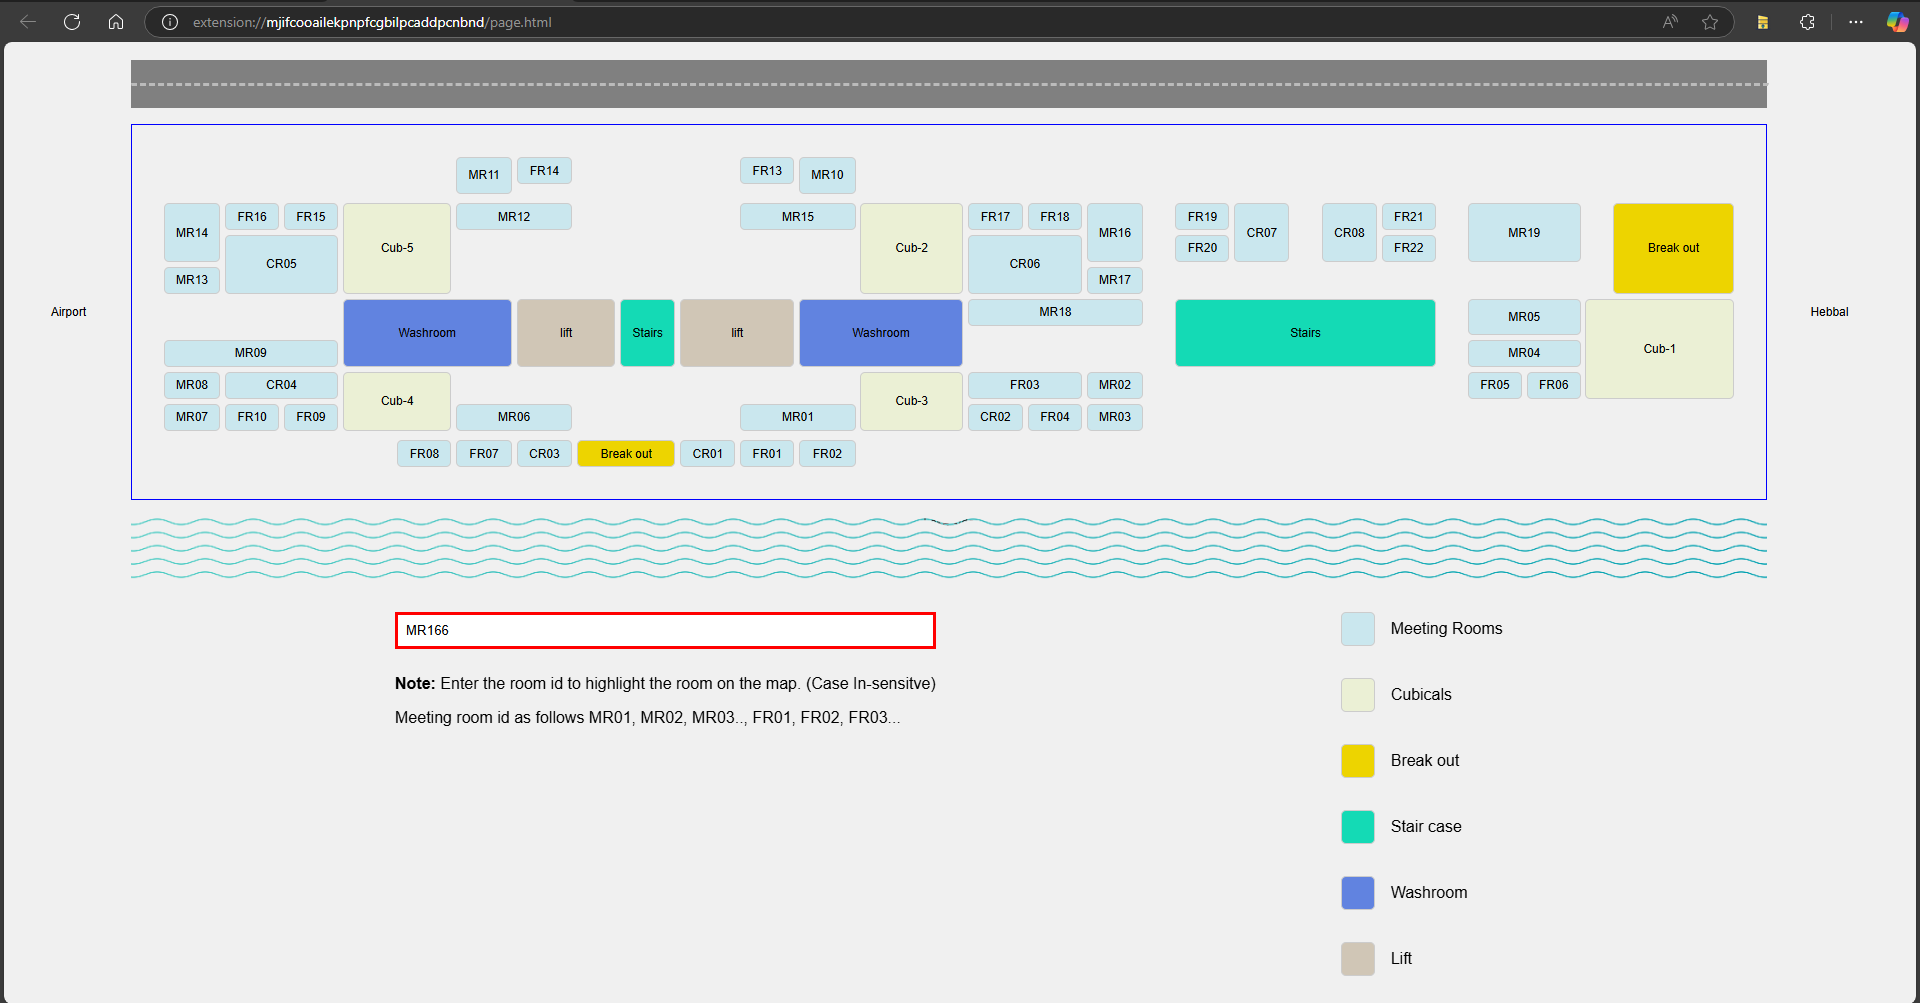 extension://mjifcooailekpnpfcgbilpcaddpcnbnd/page.html
MR11 FR14 FR13 MR10
MR14 FR16 FR15 Cub-5 MR12 MR15 Cub-2 FR17 FR18 MR16 FR19 CR07 CR08 FR21 MR19 Break out
CR05 CR06 FR20 FR22
MR13 MR17
Airport Washroom lift Stairs lift Washroom MR18 Stairs MR05 Cub-1 Hebbal
MR09 MR04
MR08 CR04 Cub-4 Cub-3 FR03 MR02 FR05 FR06
MR07 FR10 FR09 MR06 MR01 CR02 FR04 MR03
FR08 FR07 CR03 Break out CR01 FR01 FR02
MR166
Note: Enter the room id to highlight the room on the map. (Case In-sensitve)
Meeting room id as follows MR01, MR02, MR03.., FR01, FR02, FR03...
Meeting Rooms
Cubicals
Break out
Stair case
Washroom
Lift